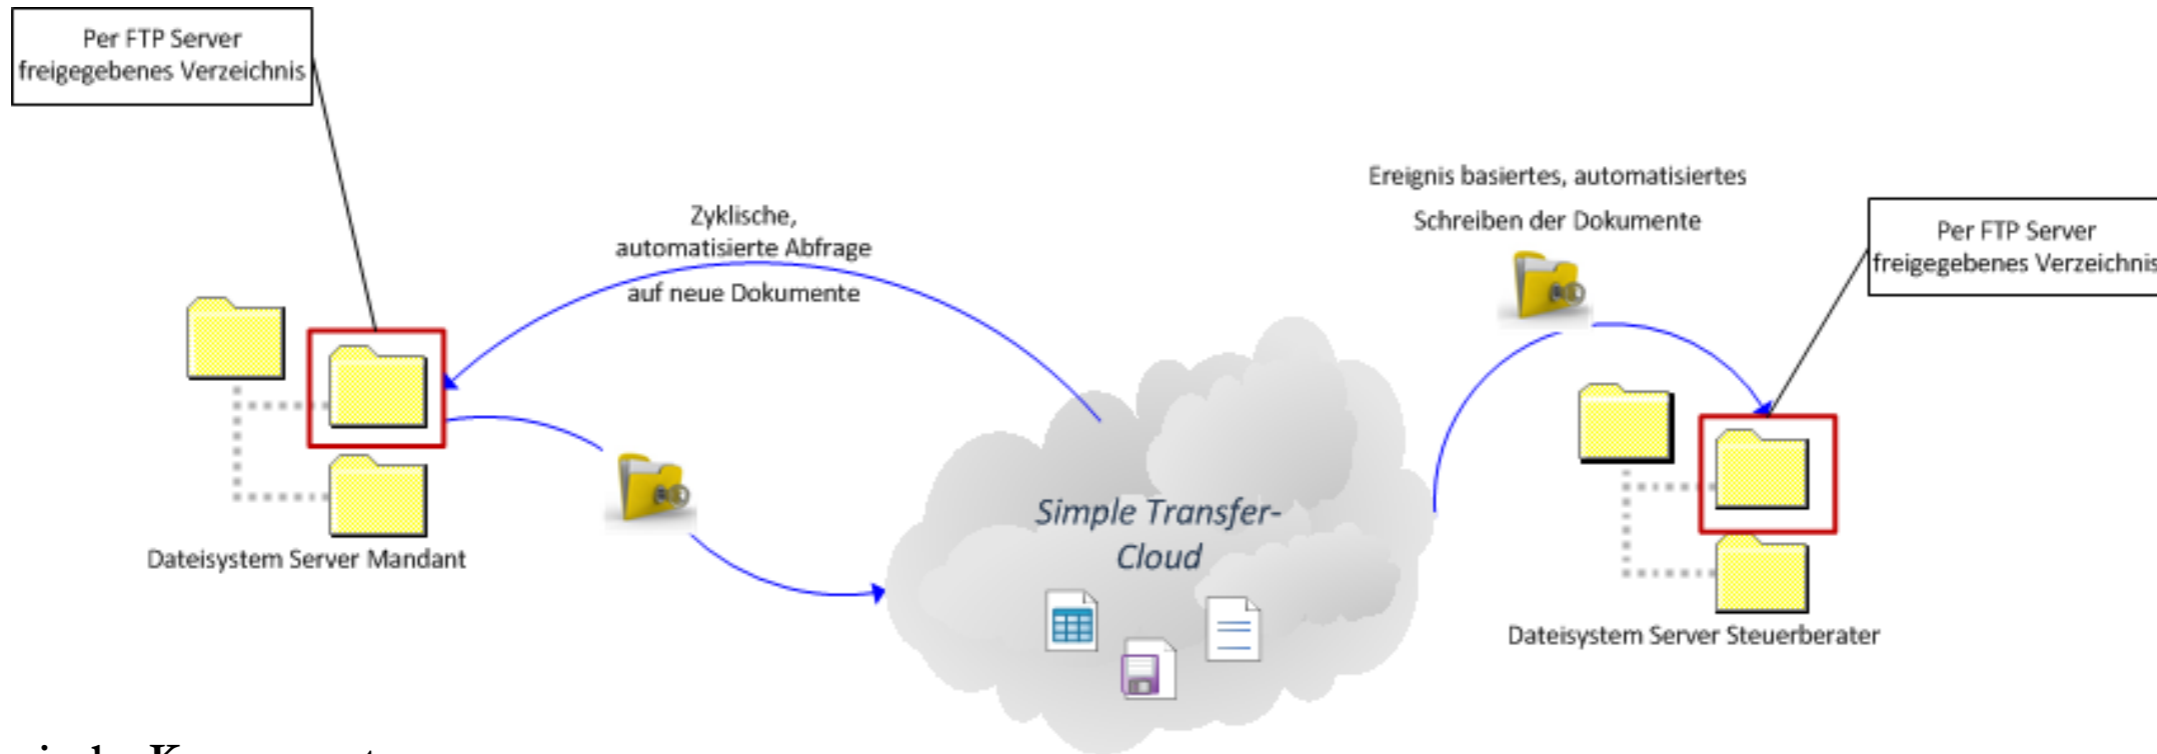 Per FTP Server
freigegebenes Verzeichnis
Zyklische,
automatisierte Abfrage
auf neue Dokumente
Ereignis basiertes, automatisiertes
Schreiben der Dokumente
Per FTP Server
freigegebenes Verzeichnis
Simple Transfer-
Cloud
Dateisystem Server Mandant
Dateisystem Server Steuerberater